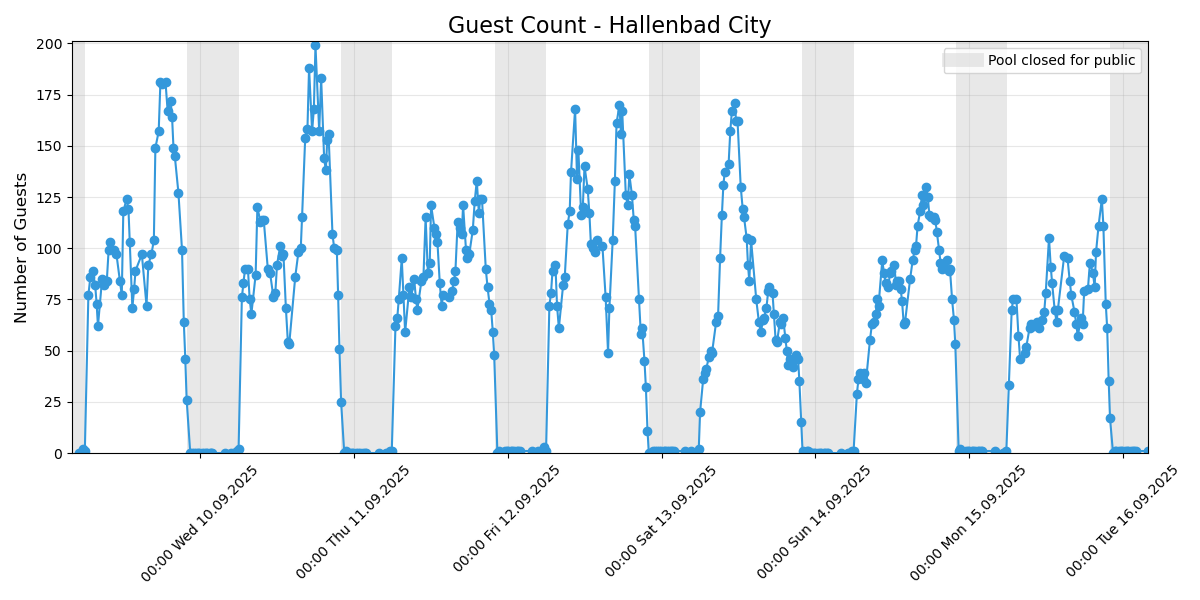 Guest Count - Hallenbad City
Pool closed for public
Number of Guests
200
175
150
125
100
75
50
25
0
00:00 Wed 10.09.2025
00:00 Thu 11.09.2025
00:00 Fri 12.09.2025
00:00 Sat 13.09.2025
00:00 Sun 14.09.2025
00:00 Mon 15.09.2025
00:00 Tue 16.09.2025